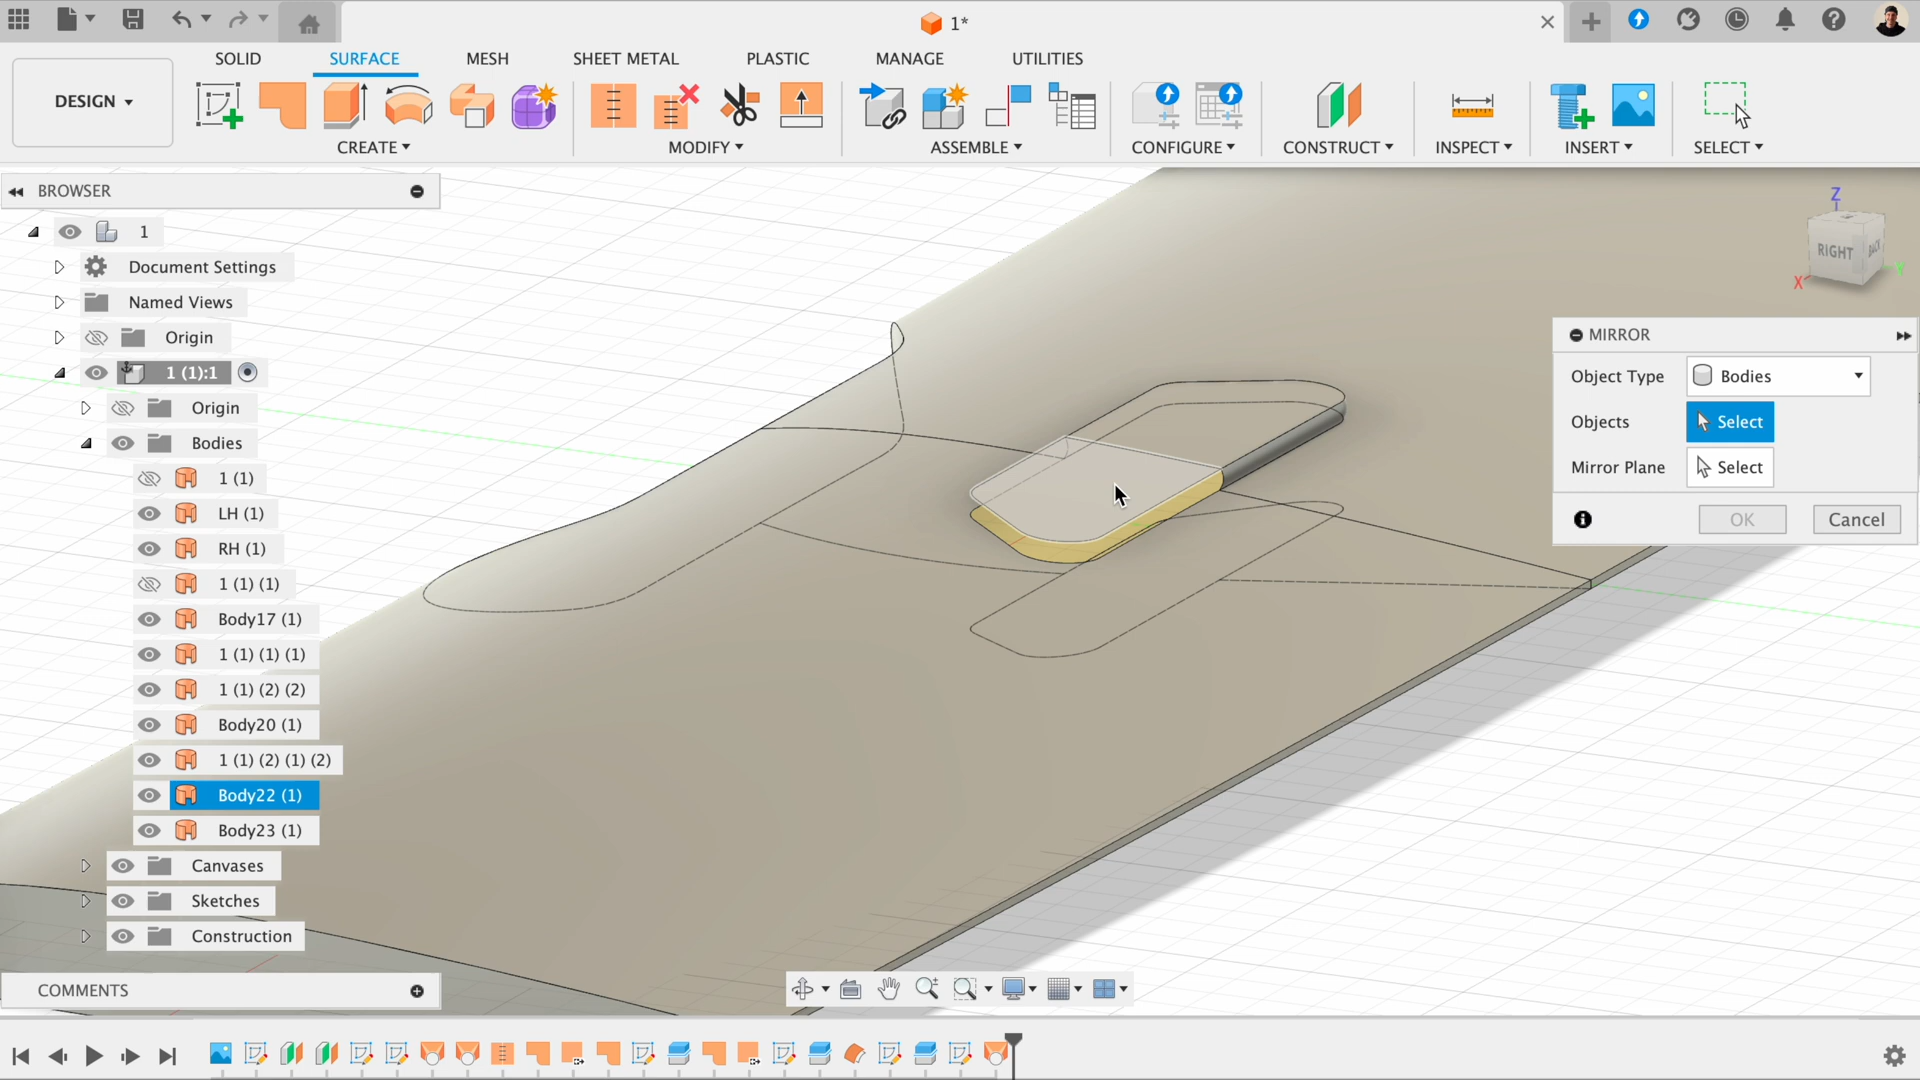 1*
SOLID SURFACE MESH SHEET METAL PLASTIC MANAGE UTILITIES
DESIGN
CREATE MODIFY ASSEMBLE CONFIGURE CONSTRUCT INSPECT INSERT SELECT
BROWSER
1
Document Settings
Named Views
Origin
1 (1):1
Origin
Bodies
1 (1)
LH (1)
RH (1)
1 (1) (1)
Body17 (1)
1 (1) (1) (1)
1 (1) (2) (2)
Body20 (1)
1 (1) (2) (1) (2)
Body22 (1)
Body23 (1)
Canvases
Sketches
Construction
COMMENTS
Z
RIGHT BACK
X Y
MIRROR
Object Type Bodies
Objects Select
Mirror Plane Select
OK Cancel